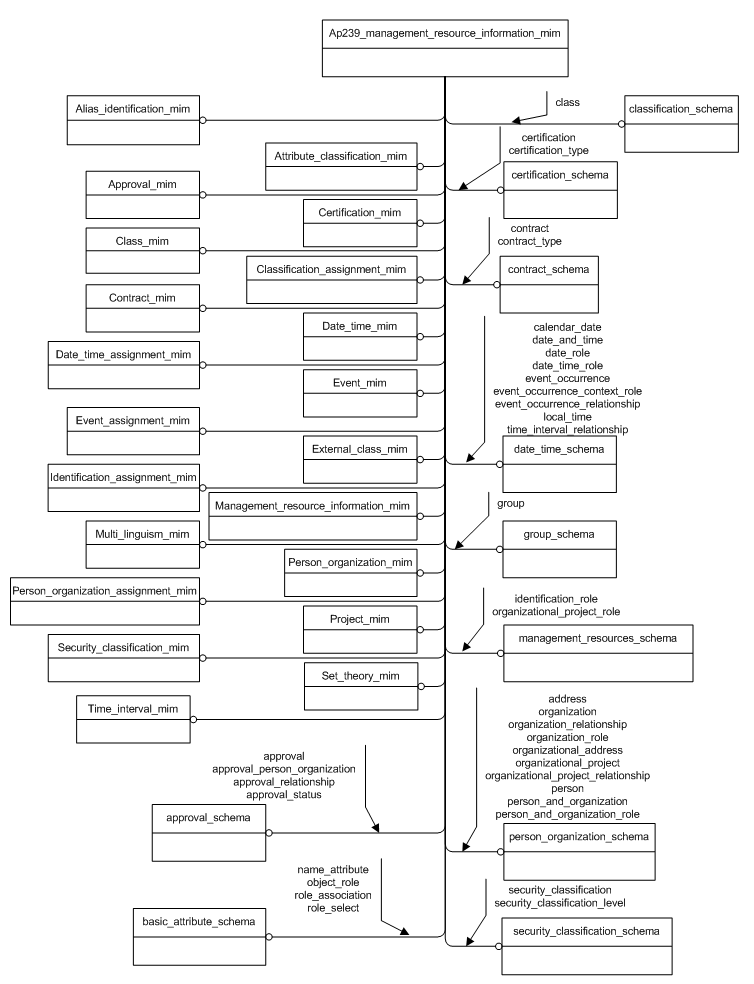 Ap239_management_resource_information_mim
Alias_identification_mim
class
classification_schema
certification
certification_type
Attribute_classification_mim
certification_schema
Approval_mim
Certification_mim
contract
contract_type
Class_mim
Classification_assignment_mim
contract_schema
Contract_mim
Date_time_mim
calendar_date
date_and_time
date_role
date_time_role
event_occurrence
event_occurrence_context_role
event_occurrence_relationship
local_time
time_interval_relationship
Date_time_assignment_mim
Event_mim
Event_assignment_mim
External_class_mim
date_time_schema
Identification_assignment_mim
Management_resource_information_mim
group
Multi_linguism_mim
group_schema
Person_organization_mim
Person_organization_assignment_mim
identification_role
organizational_project_role
Project_mim
management_resources_schema
Security_classification_mim
Set_theory_mim
Time_interval_mim
address
organization
organization_relationship
organization_role
organizational_address
organizational_project
organizational_project_relationship
person
person_and_organization
person_and_organization_role
approval
approval_person_organization
approval_relationship
approval_status
approval_schema
person_organization_schema
name_attribute
object_role
role_association
role_select
security_classification
security_classification_level
basic_attribute_schema
security_classification_schema